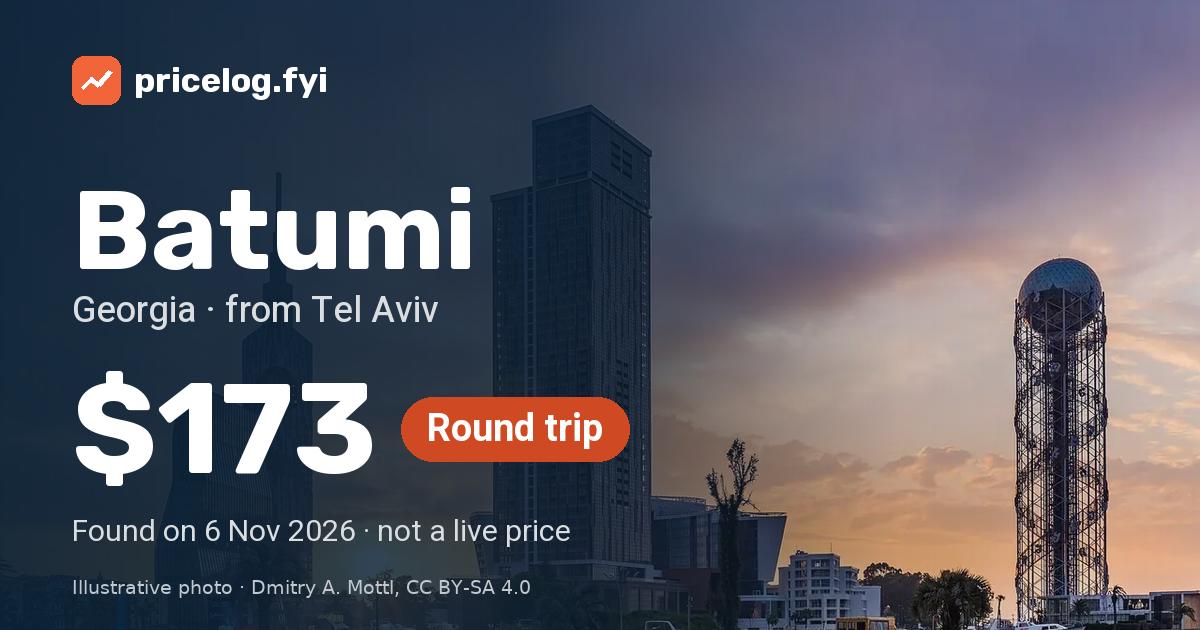 pricelog.fyi
Batumi
Georgia · from Tel Aviv
$173 Round trip
Found on 6 Nov 2026 · not a live price
Illustrative photo · Dmitry A. Mottl, CC BY-SA 4.0